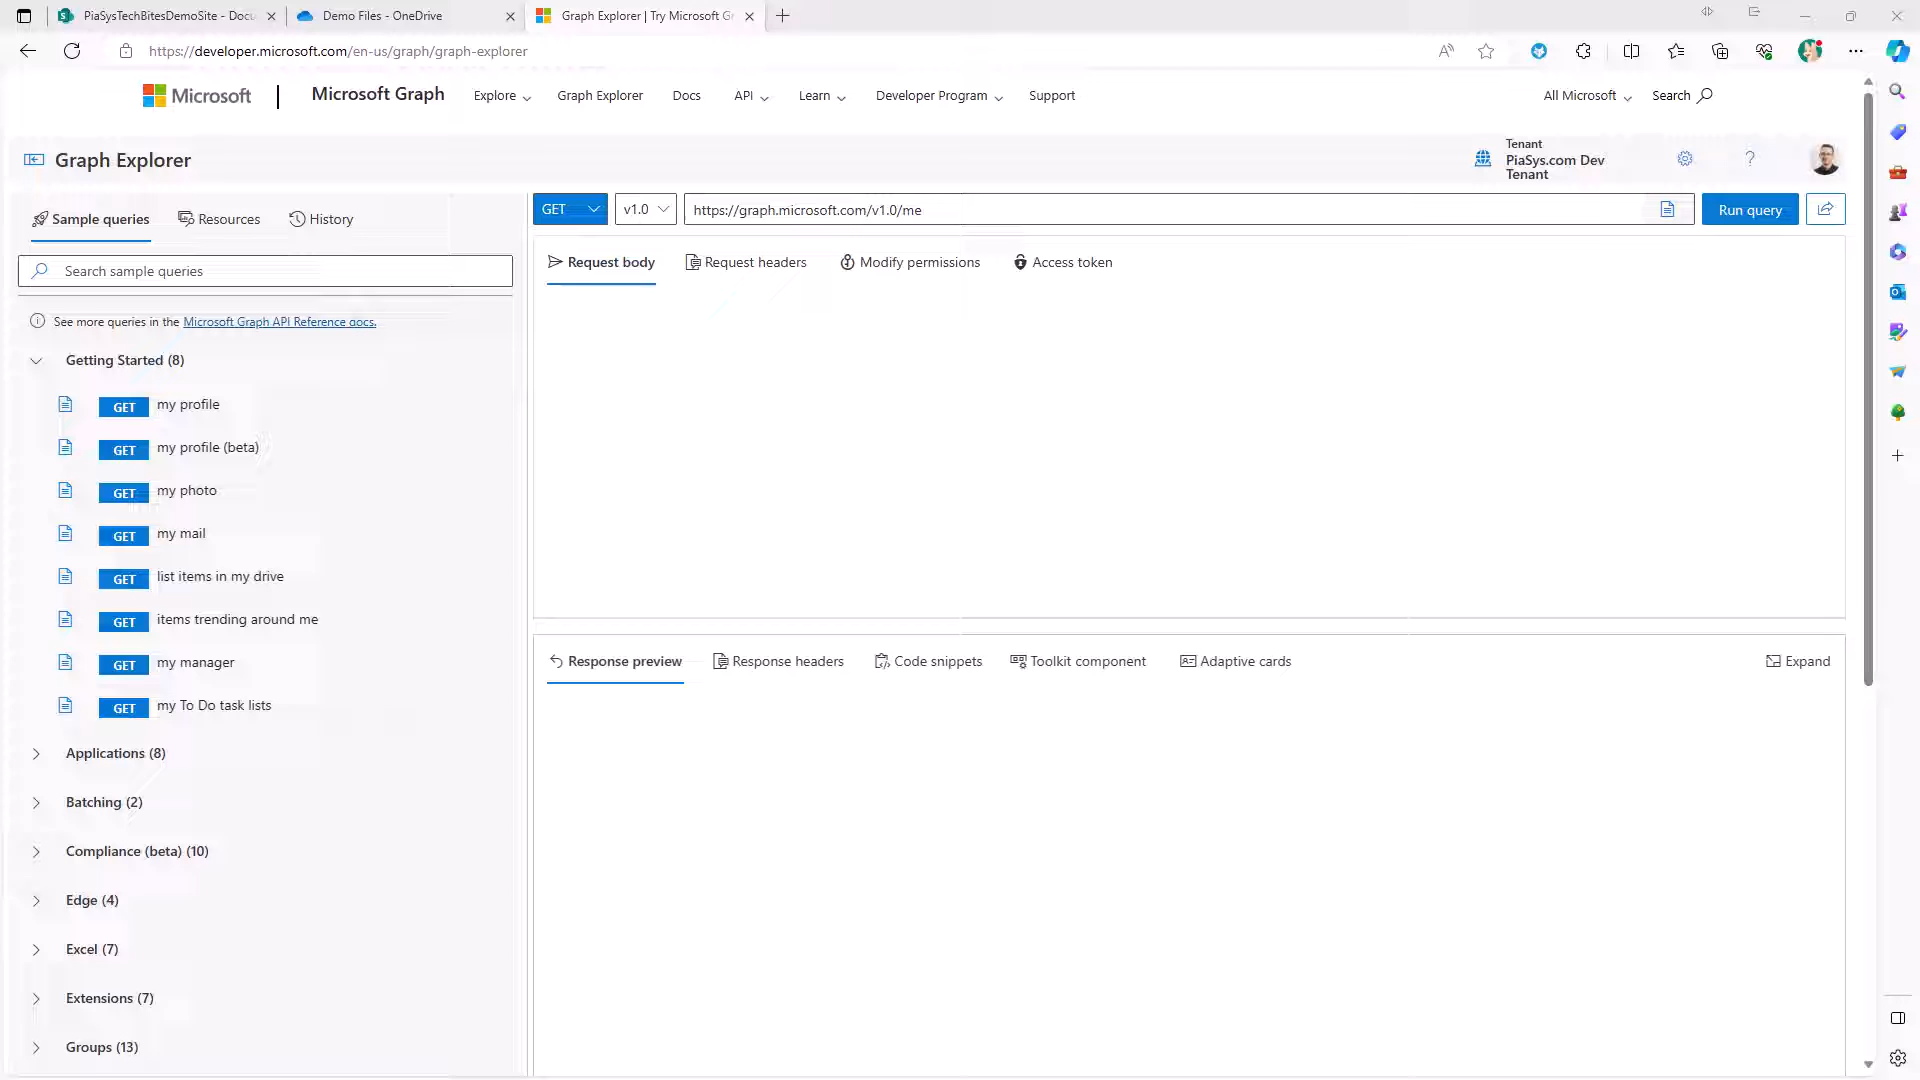 PiaSysTechBitesDemoSite - Docu
Demo Files - OneDrive
Graph Explorer | Try Microsoft Gr
https://developer.microsoft.com/en-us/graph/graph-explorer
Microsoft
Microsoft Graph
Explore
Graph Explorer
Docs
API
Learn
Developer Program
Support
All Microsoft
Search
Graph Explorer
Tenant
PiaSys.com Dev
Tenant
Sample queries
Resources
History
GET
v1.0
https://graph.microsoft.com/v1.0/me
Run query
Search sample queries
Request body
Request headers
Modify permissions
Access token
See more queries in the Microsoft Graph API Reference docs.
Getting Started (8)
GET my profile
GET my profile (beta)
GET my photo
GET my mail
GET list items in my drive
GET items trending around me
GET my manager
GET my To Do task lists
Response preview
Response headers
Code snippets
Toolkit component
Adaptive cards
Expand
Applications (8)
Batching (2)
Compliance (beta) (10)
Edge (4)
Excel (7)
Extensions (7)
Groups (13)